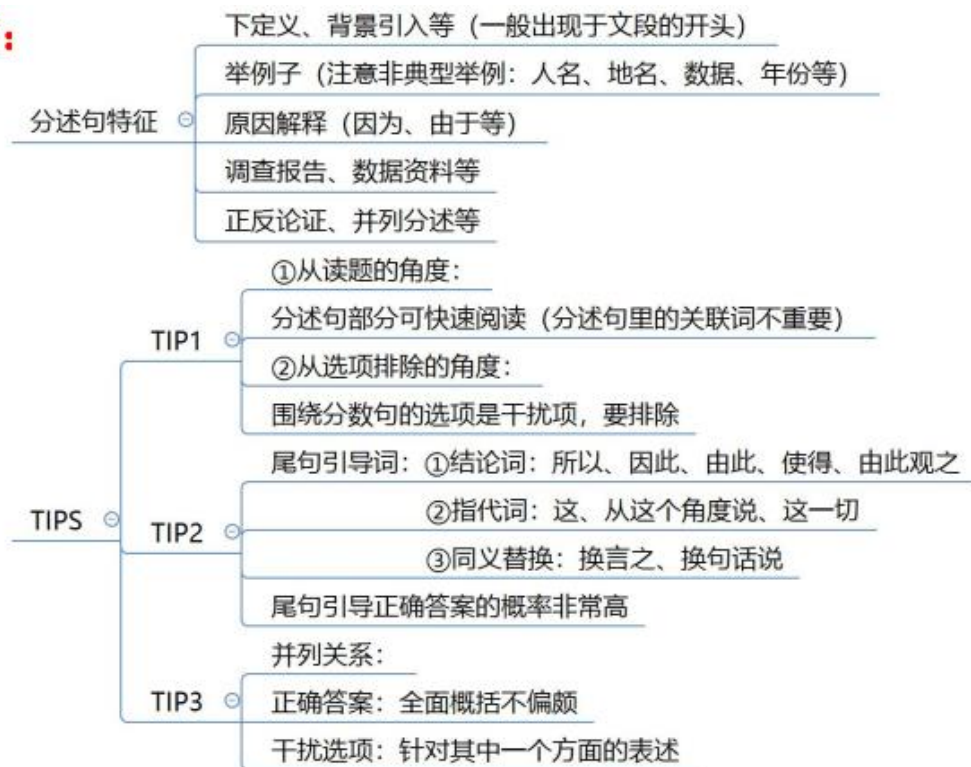 下定义、背景引入等（一般出现于文段的开头）
举例子（注意非典型举例：人名、地名、数据、年份等）
分述句特征
原因解释（因为、由于等）
调查报告、数据资料等
正反论证、并列分述等
①从读题的角度：
分述句部分可快速阅读（分述句里的关联词不重要）
TIP1
②从选项排除的角度：
围绕分数句的选项是干扰项，要排除
尾句引导词：①结论词：所以、因此、由此、使得、由此观之
TIPS
②指代词：这、从这个角度说、这一切
TIP2
③同义替换：换言之、换句话说
尾句引导正确答案的概率非常高
并列关系：
TIP3
正确答案：全面概括不偏颇
干扰选项：针对其中一个方面的表述